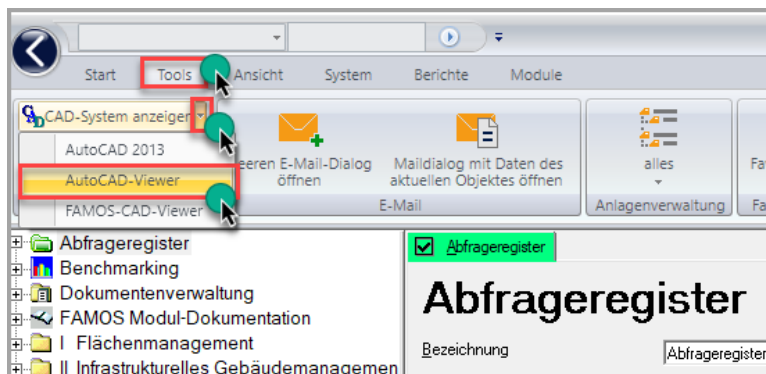 Start Tools Ansicht System Berichte Module
CAD-System anzeigen
AutoCAD 2013
AutoCAD-Viewer
FAMOS-CAD-Viewer
leeren E-Mail-Dialog öffnen
Maildialog mit Daten des
aktuellen Objektes öffnen
E-Mail
alles
Anlagenverwaltung
Fa
Abfrageregister
Benchmarking
Dokumentenverwaltung
FAMOS Modul-Dokumentation
I Flächenmanagement
II Infrastrukturelles Gebäudemanagemen
Abfrageregister
Abfrageregister
Bezeichnung
Abfrageregister